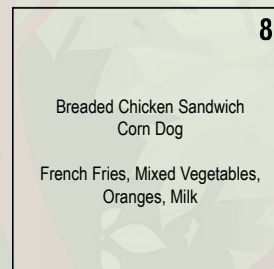 8
Breaded Chicken Sandwich
Corn Dog
French Fries, Mixed Vegetables,
Oranges, Milk